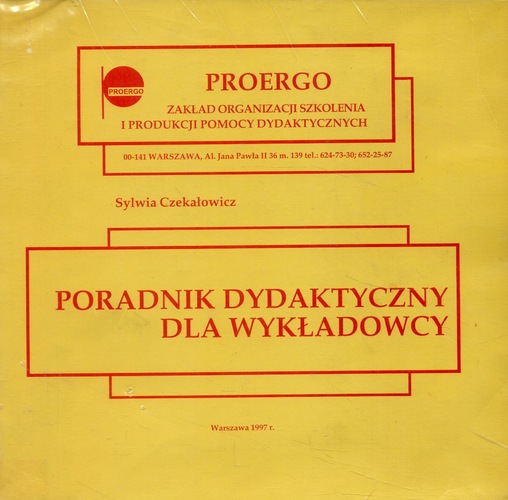 PROERGO
PROERGO
ZAKŁAD ORGANIZACJI SZKOLENIA
I PRODUKCJI POMOCY DYDAKTYCZNYCH
00-141 WARSZAWA, Al. Jana Pawła II 36 m. 139 tel.: 624-73-30; 652-25-87
Sylwia Czekałowicz
PORADNIK DYDAKTYCZNY
DLA WYKŁADOWCY
Warszawa 1997 r.